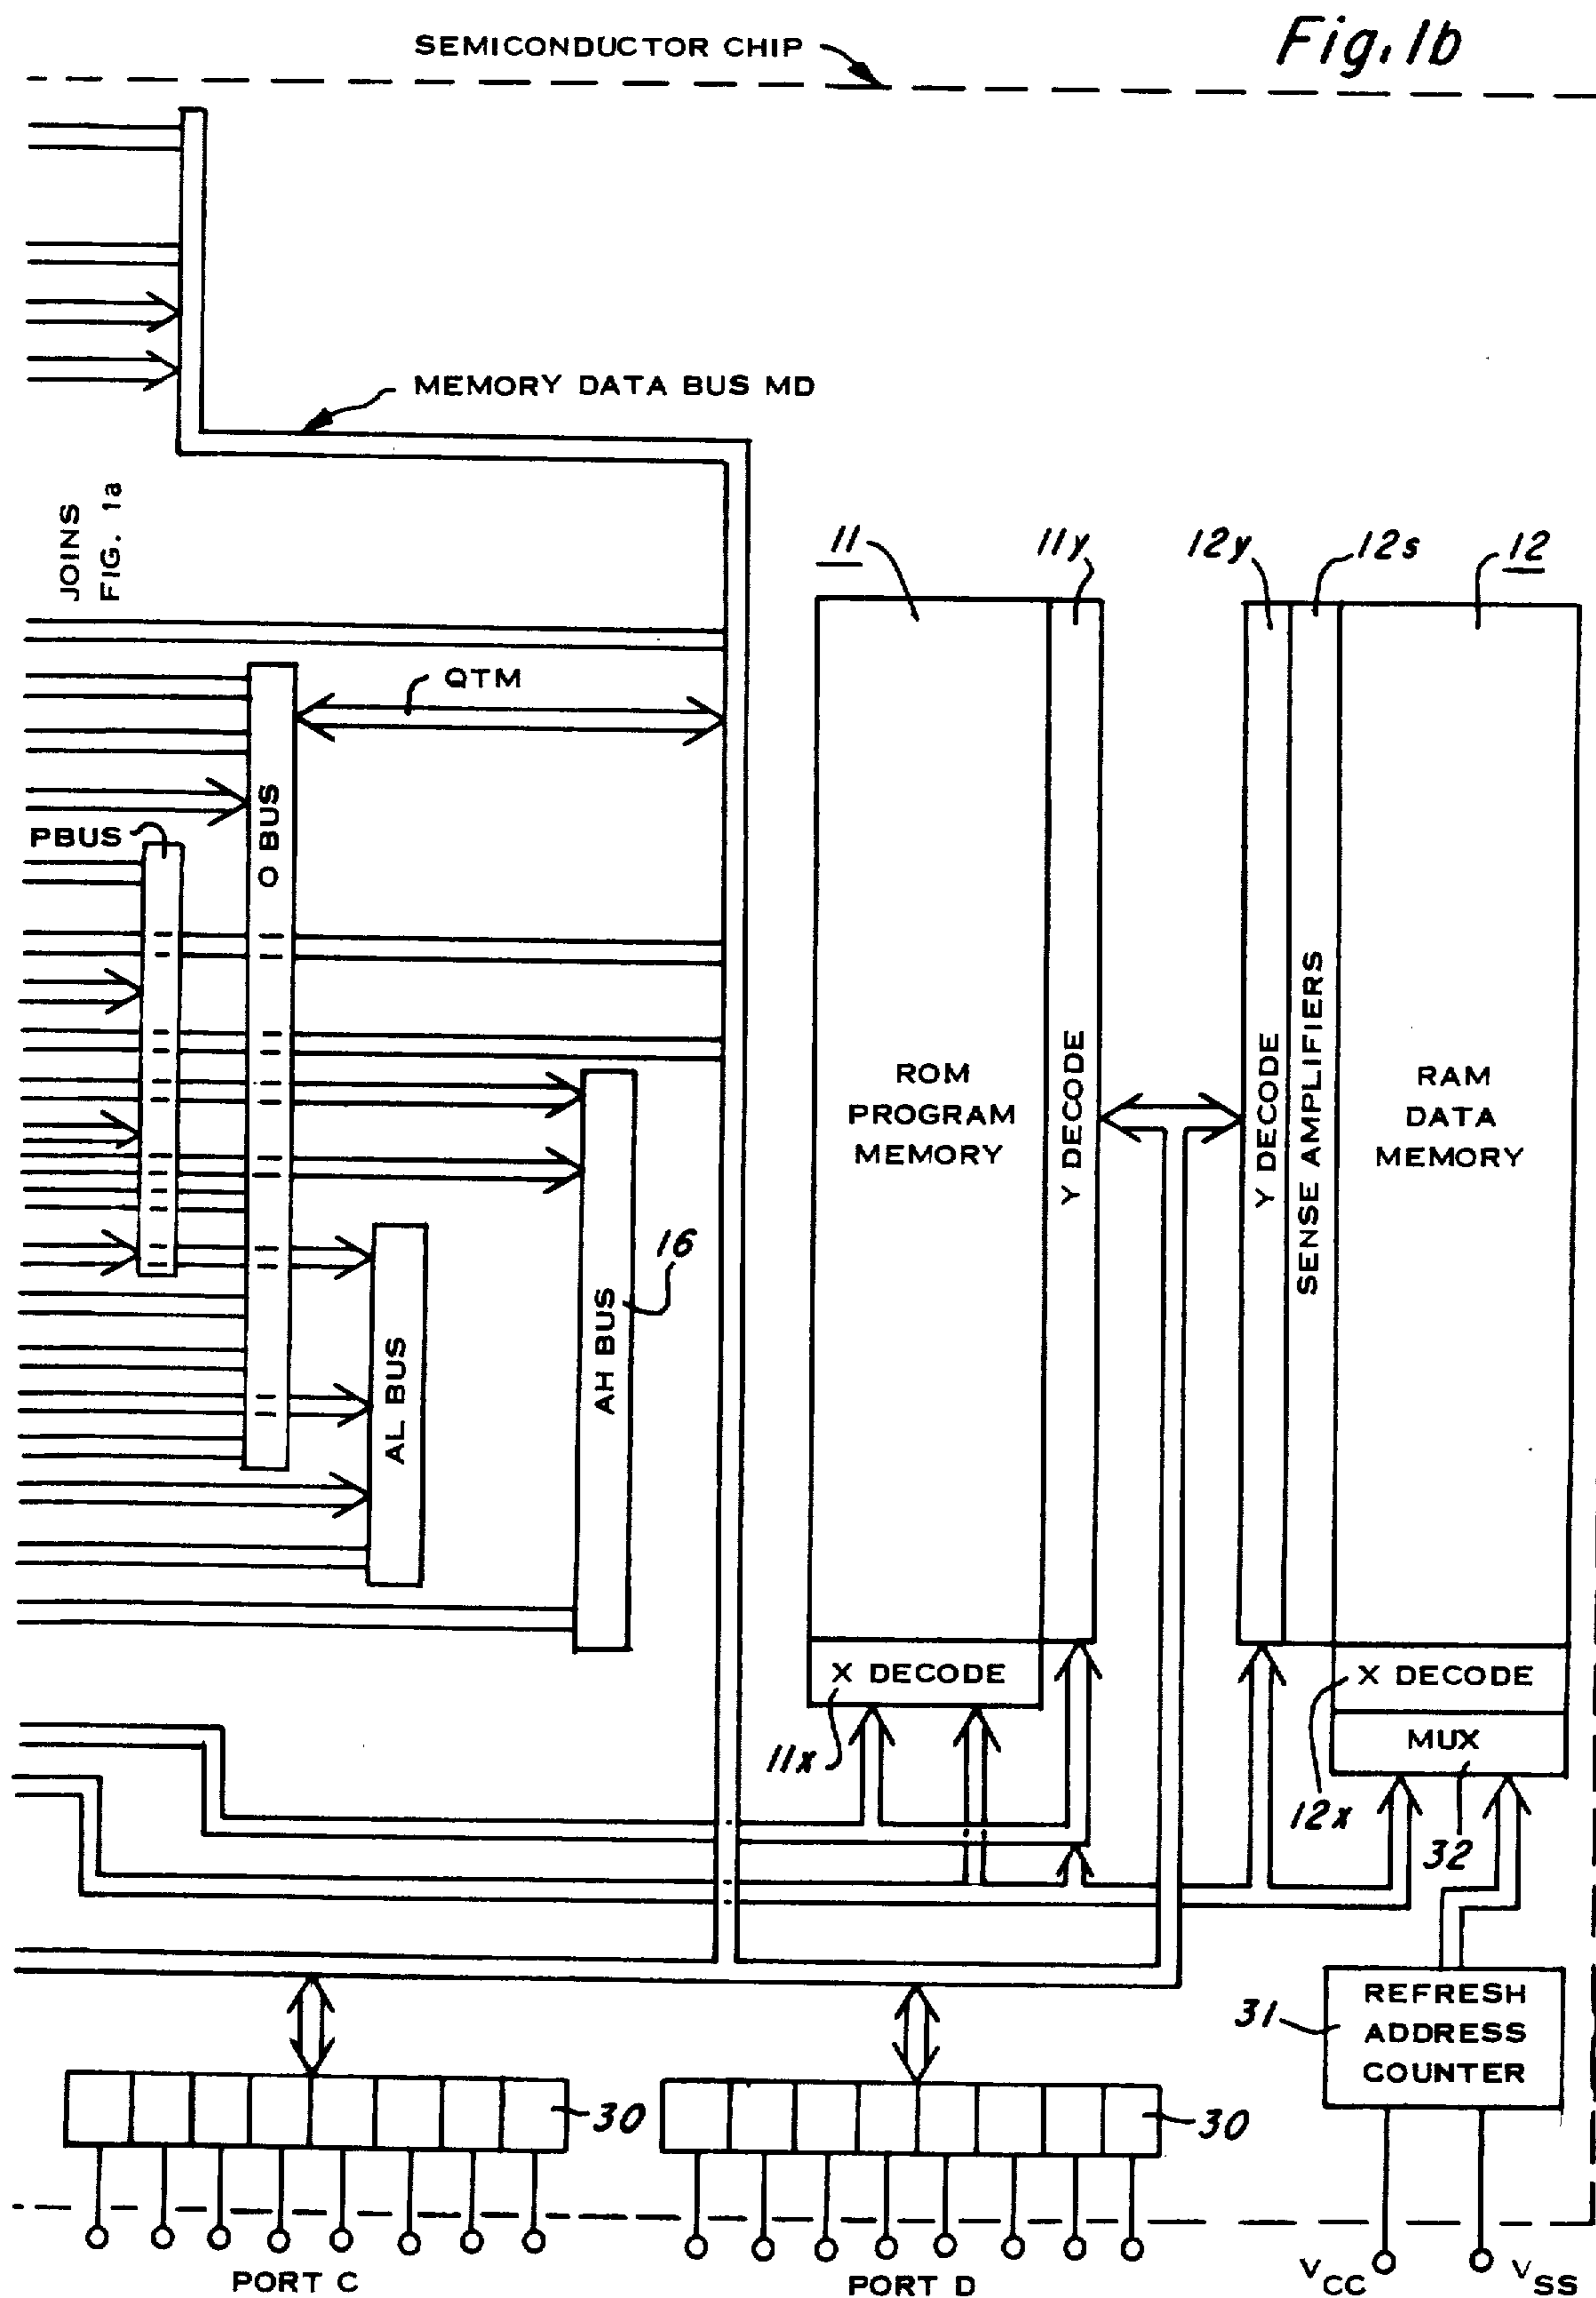 Fig. 1b
SEMICONDUCTOR CHIP
MEMORY DATA BUS MD
JOINS
FIG. 1a
11
11y
12y
12s
12
QTM
O BUS
PBUS
ROM
PROGRAM
MEMORY
Y DECODE
Y DECODE
SENSE AMPLIFIERS
RAM
DATA
MEMORY
16
AH BUS
AL BUS
X DECODE
X DECODE
MUX
11x
12x
32
31
REFRESH
ADDRESS
COUNTER
30
30
PORT C
PORT D
VCC
VSS